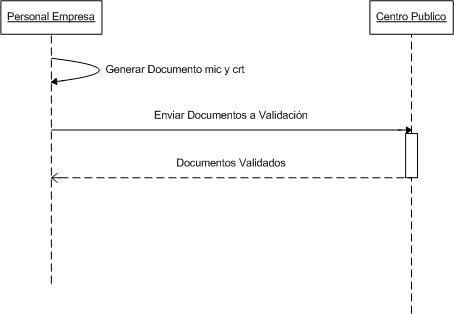 Personal Empresa
Centro Publico
Generar Documento mic y crt
Enviar Documentos a Validación
Documentos Validados